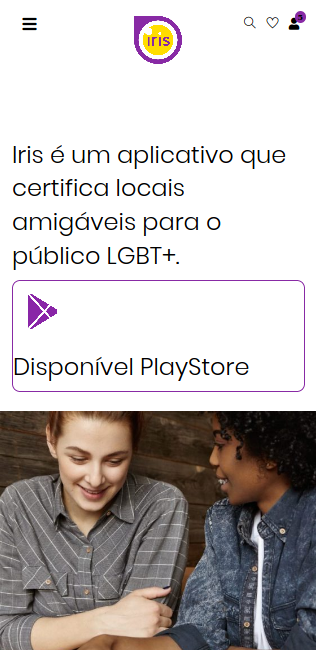 iris
3
Iris é um aplicativo que
certifica locais
amigáveis para o
público LGBT+.
Disponível PlayStore